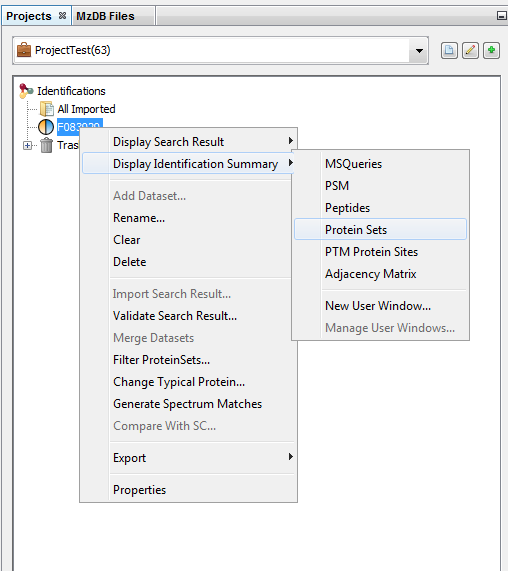 Projects MzDB Files
ProjectTest(63)
Identifications
All Imported
F083020
Tras
Display Search Result
Display Identification Summary
Add Dataset...
Rename...
Clear
Delete
Import Search Result...
Validate Search Result...
Merge Datasets
Filter ProteinSets...
Change Typical Protein...
Generate Spectrum Matches
Compare With SC...
Export
Properties
MSQueries
PSM
Peptides
Protein Sets
PTM Protein Sites
Adjacency Matrix
New User Window...
Manage User Windows...